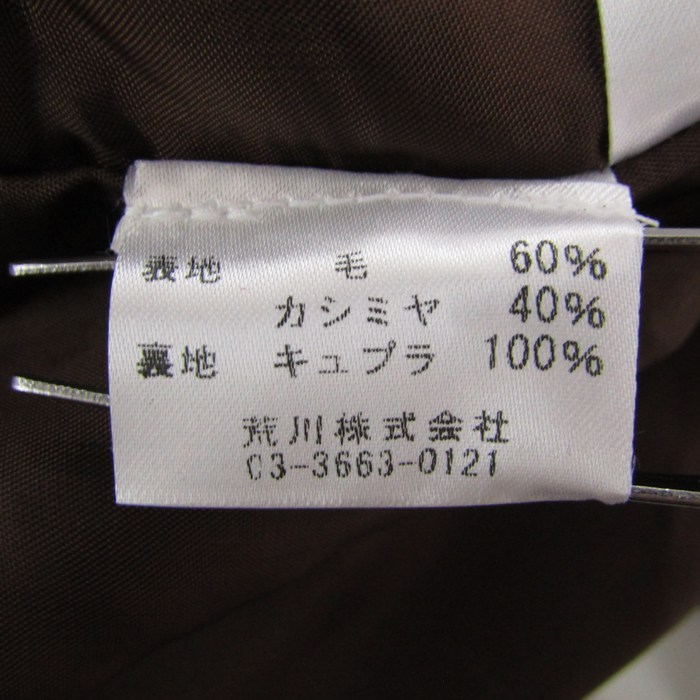 表地 毛 60%
カシミヤ 40%
裏地 キュプラ 100%
荒川株式会社
03-3663-0121